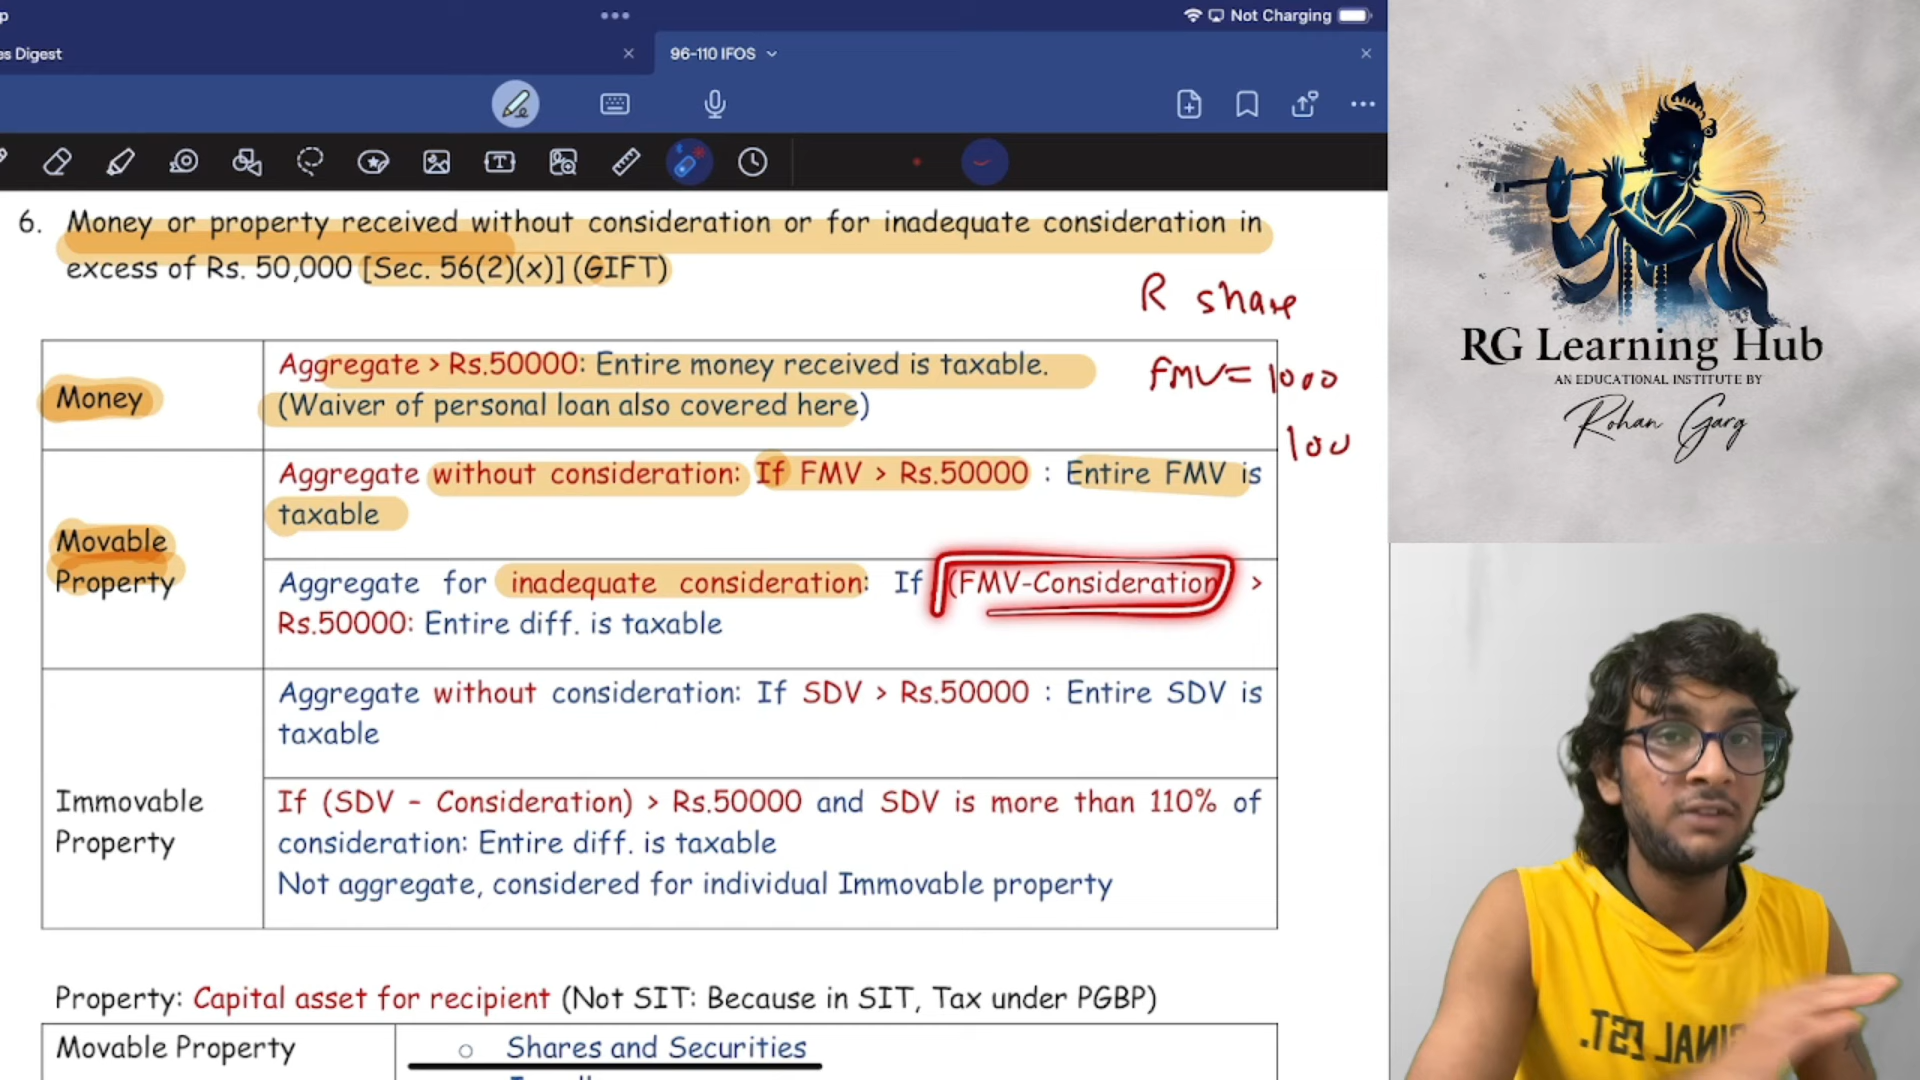 Not Charging
es Digest
96-110 IFOS
6. Money or property received without consideration or for inadequate consideration in
excess of Rs. 50,000 [Sec. 56(2)(x)] (GIFT)
R share
FMV = 1000
100
Money
Aggregate > Rs.50000: Entire money received is taxable.
(Waiver of personal loan also covered here)
Movable
Property
Aggregate without consideration: If FMV > Rs.50000 : Entire FMV is
taxable
Aggregate for inadequate consideration: If (FMV-Consideration) >
Rs.50000: Entire diff. is taxable
Immovable
Property
Aggregate without consideration: If SDV > Rs.50000 : Entire SDV is
taxable
If (SDV – Consideration) > Rs.50000 and SDV is more than 110% of
consideration: Entire diff. is taxable
Not aggregate, considered for individual Immovable property
Property: Capital asset for recipient (Not SIT: Because in SIT, Tax under PGBP)
Movable Property
○ Shares and Securities
RG Learning Hub
AN EDUCATIONAL INSTITUTE BY
Rohan Garg